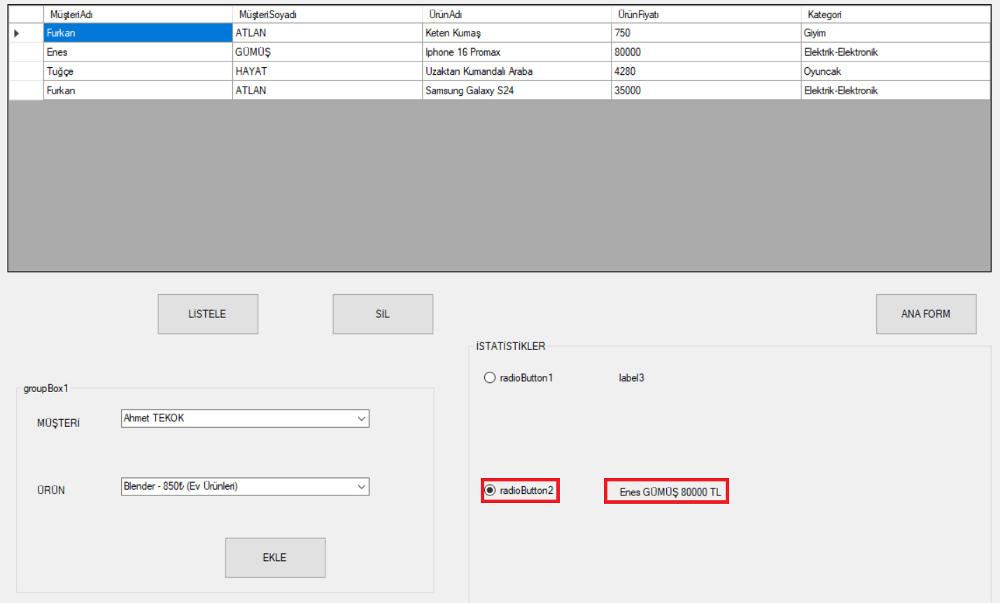 MüşteriAdı MüşteriSoyadı ÜrünAdı ÜrünFiyatı Kategori
Furkan ATLAN Keten Kumaş 750 Giyim
Enes GÜMÜŞ Iphone 16 Promax 80000 Elektrik-Elektronik
Tuğçe HAYAT Uzaktan Kumandalı Araba 4280 Oyuncak
Furkan ATLAN Samsung Galaxy S24 35000 Elektrik-Elektronik
LİSTELE SİL ANA FORM
İSTATİSTİKLER
radioButton1 label3
groupBox1
MÜŞTERİ Ahmet TEKOK
ÜRÜN Blender - 850₺ (Ev Ürünleri)
radioButton2 Enes GÜMÜŞ 80000 TL
EKLE